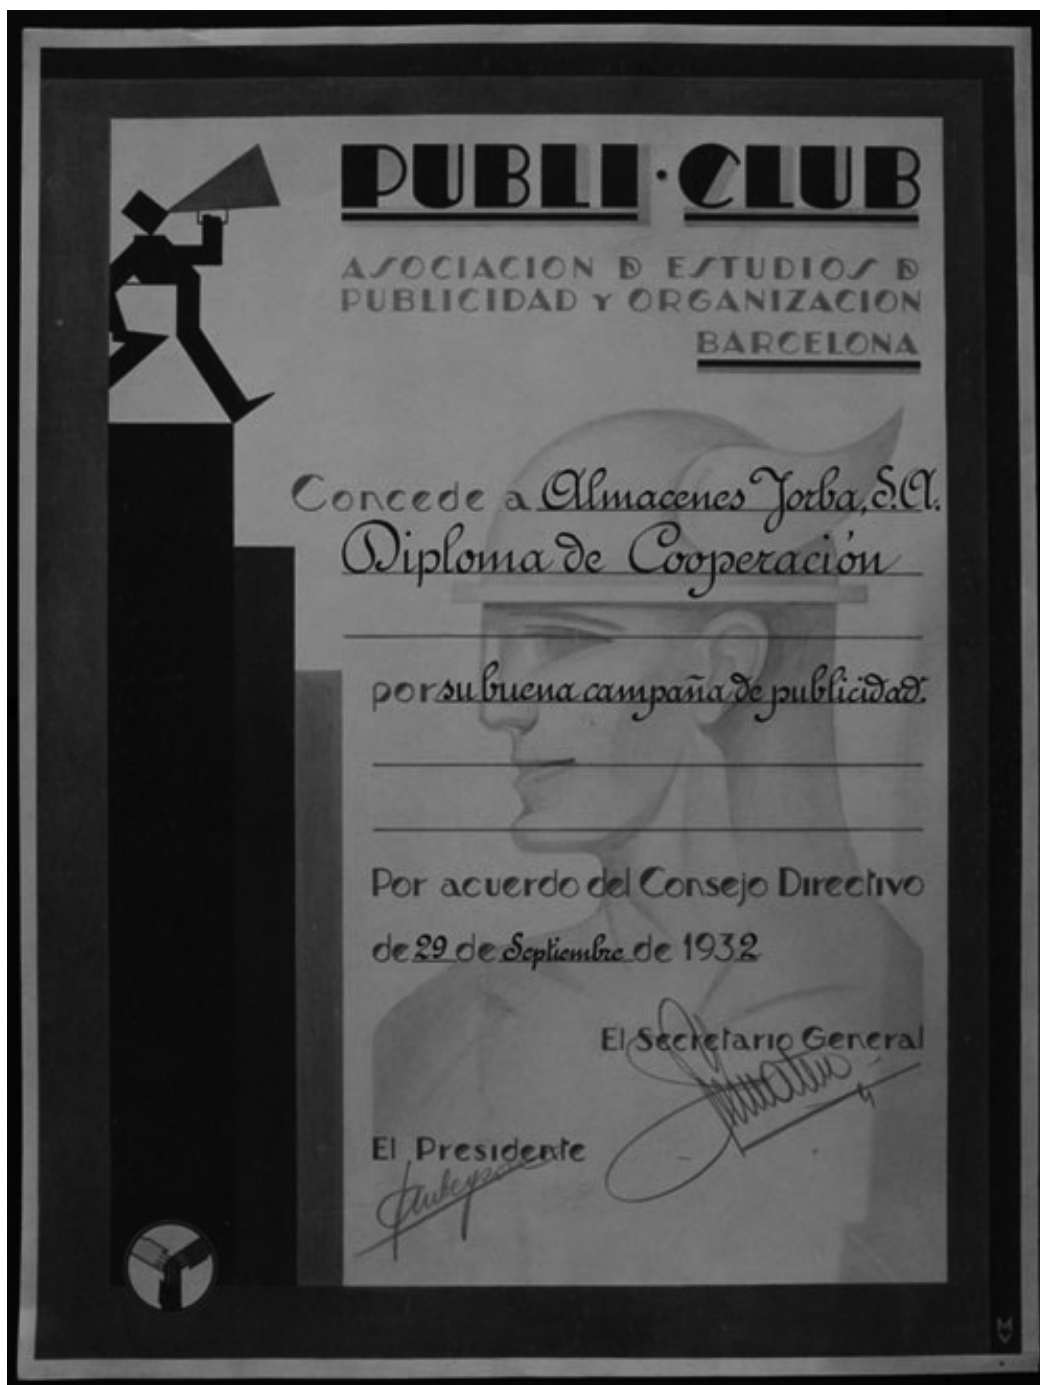 PUBLI·CLUB
ASOCIACION D ESTUDIOS D
PUBLICIDAD Y ORGANIZACION
BARCELONA
Concede a Almacenes Jorba, S.A.
Diploma de Cooperación
por su buena campaña de publicidad.
Por acuerdo del Consejo Directivo
de 29 de Septiembre de 1932
El Secretario General
El Presidente